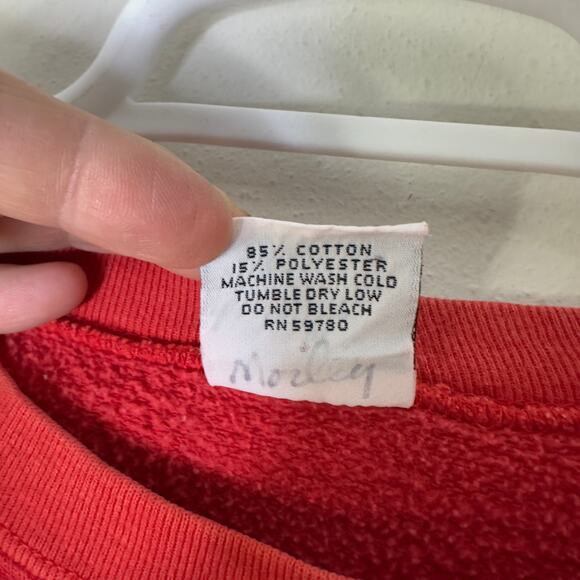 85% COTTON
15% POLYESTER
MACHINE WASH COLD
TUMBLE DRY LOW
DO NOT BLEACH
RN 59780
Morley